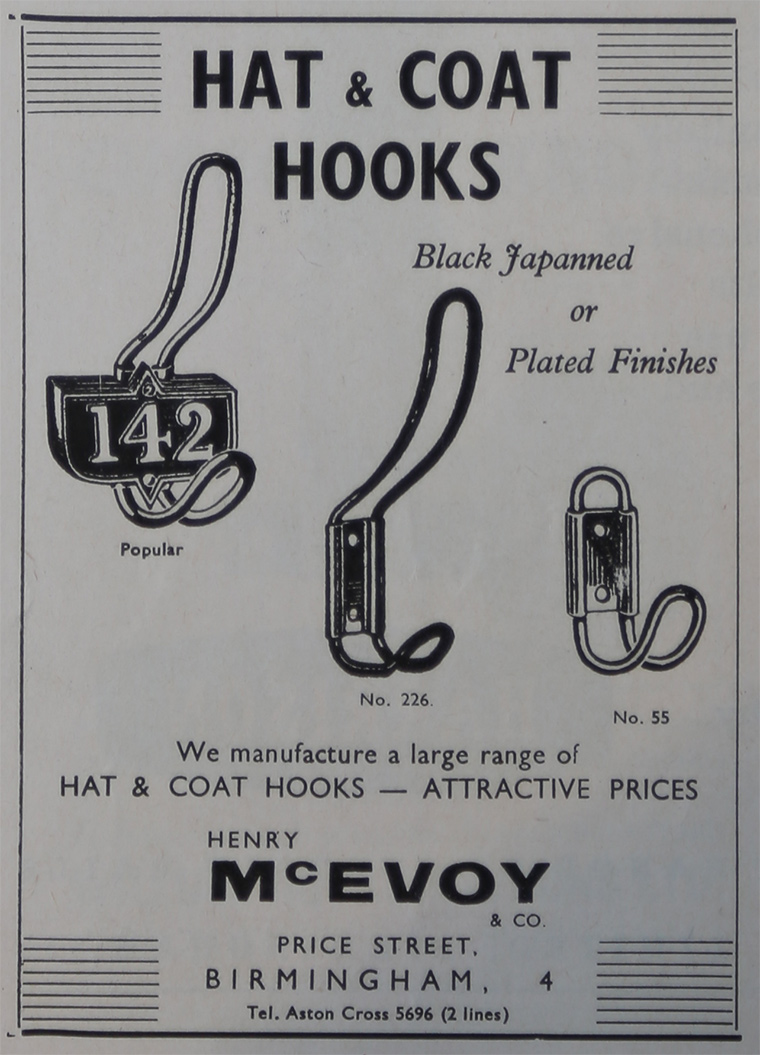 HAT & COAT
HOOKS
Black Japanned
or
Plated Finishes
142
Popular
No. 226.
No. 55
We manufacture a large range of
HAT & COAT HOOKS — ATTRACTIVE PRICES
HENRY
McEVOY
& CO.
PRICE STREET,
BIRMINGHAM, 4
Tel. Aston Cross 5696 (2 lines)